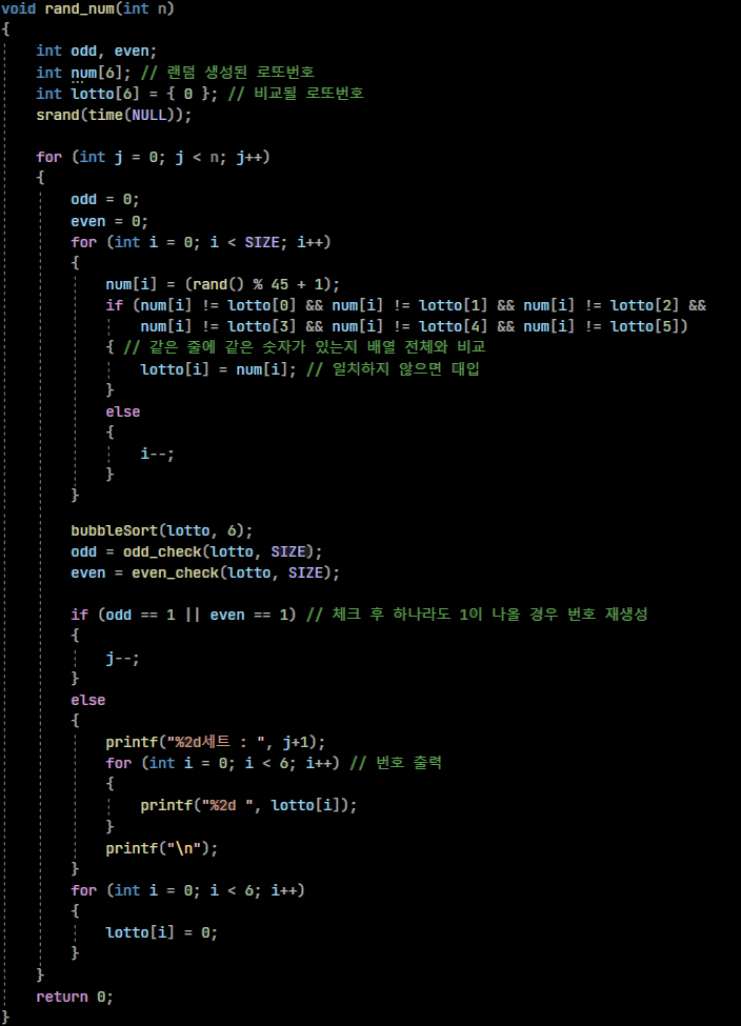 void rand_num(int n)
{
    int odd, even;
    int num[6]; // 랜덤 생성된 로또번호
    int lotto[6] = { 0 }; // 비교될 로또번호
    srand(time(NULL));

    for (int j = 0; j < n; j++)
    {
        odd = 0;
        even = 0;
        for (int i = 0; i < SIZE; i++)
        {
            num[i] = (rand() % 45 + 1);
            if (num[i] != lotto[0] && num[i] != lotto[1] && num[i] != lotto[2] &&
                num[i] != lotto[3] && num[i] != lotto[4] && num[i] != lotto[5])
            { // 같은 줄에 같은 숫자가 있는지 배열 전체와 비교
                lotto[i] = num[i]; // 일치하지 않으면 대입
            }
            else
            {
                i--;
            }
        }

        bubbleSort(lotto, 6);
        odd = odd_check(lotto, SIZE);
        even = even_check(lotto, SIZE);

        if (odd == 1 || even == 1) // 체크 후 하나라도 1이 나올 경우 번호 재생성
        {
            j--;
        }
        else
        {
            printf("%2d세트 : ", j+1);
            for (int i = 0; i < 6; i++) // 번호 출력
            {
                printf("%2d ", lotto[i]);
            }
            printf("\n");
        }
        for (int i = 0; i < 6; i++)
        {
            lotto[i] = 0;
        }
    }
    return 0;
}